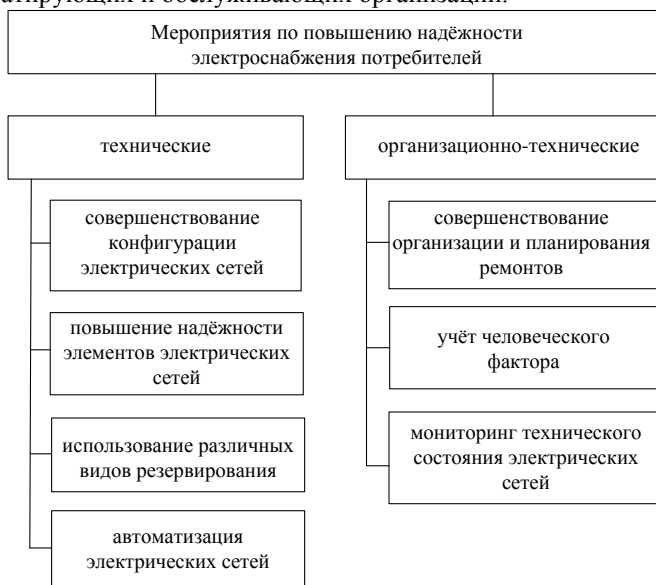 Мероприятия по повышению надёжности
электроснабжения потребителей
технические
совершенствование
конфигурации
электрических сетей
повышение надёжности
элементов электрических
сетей
использование различных
видов резервирования
автоматизация
электрических сетей
организационно-технические
совершенствование
организации и планирования
ремонтов
учёт человеческого
фактора
мониторинг технического
состояния электрических
сетей